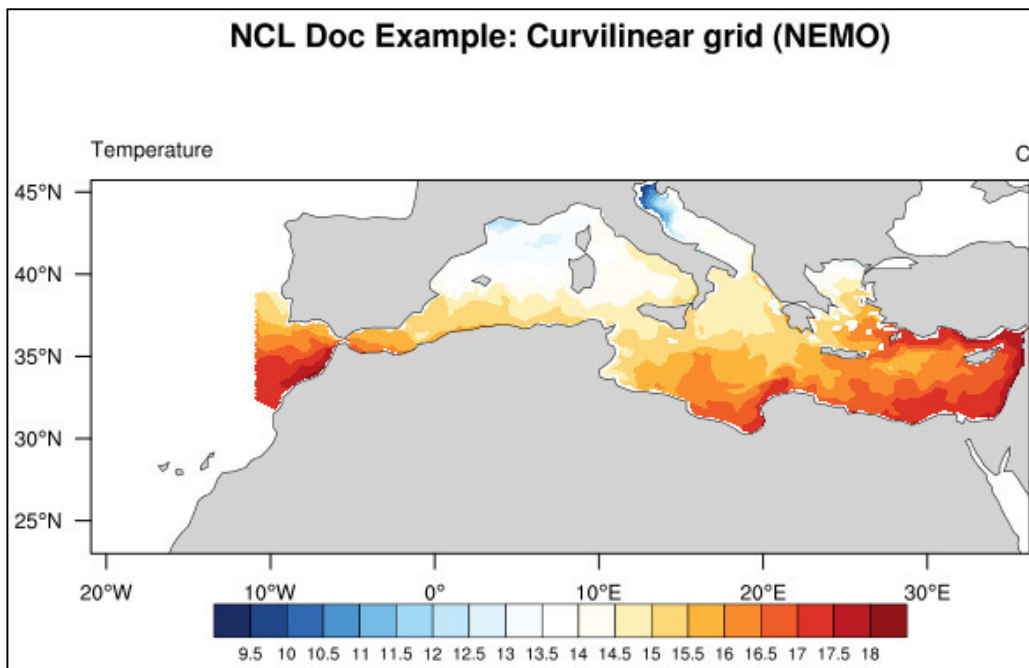 NCL Doc Example: Curvilinear grid (NEMO)
Temperature C
45°N
40°N
35°N
30°N
25°N
20°W 10°W 0° 10°E 20°E 30°E
9.5 10 10.5 11 11.5 12 12.5 13 13.5 14 14.5 15 15.5 16 16.5 17 17.5 18